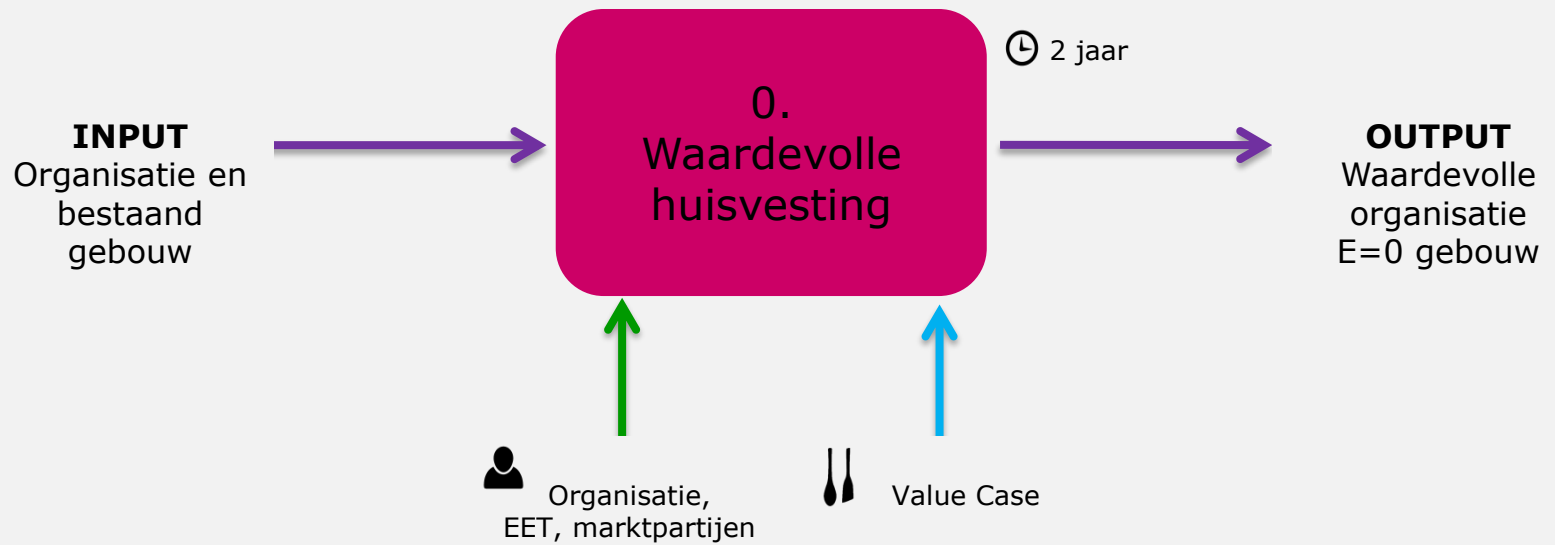 INPUT
Organisatie en
bestaand
gebouw
0.
Waardevolle
huisvesting
2 jaar
OUTPUT
Waardevolle
organisatie
E=0 gebouw
Organisatie,
EET, marktpartijen
Value Case